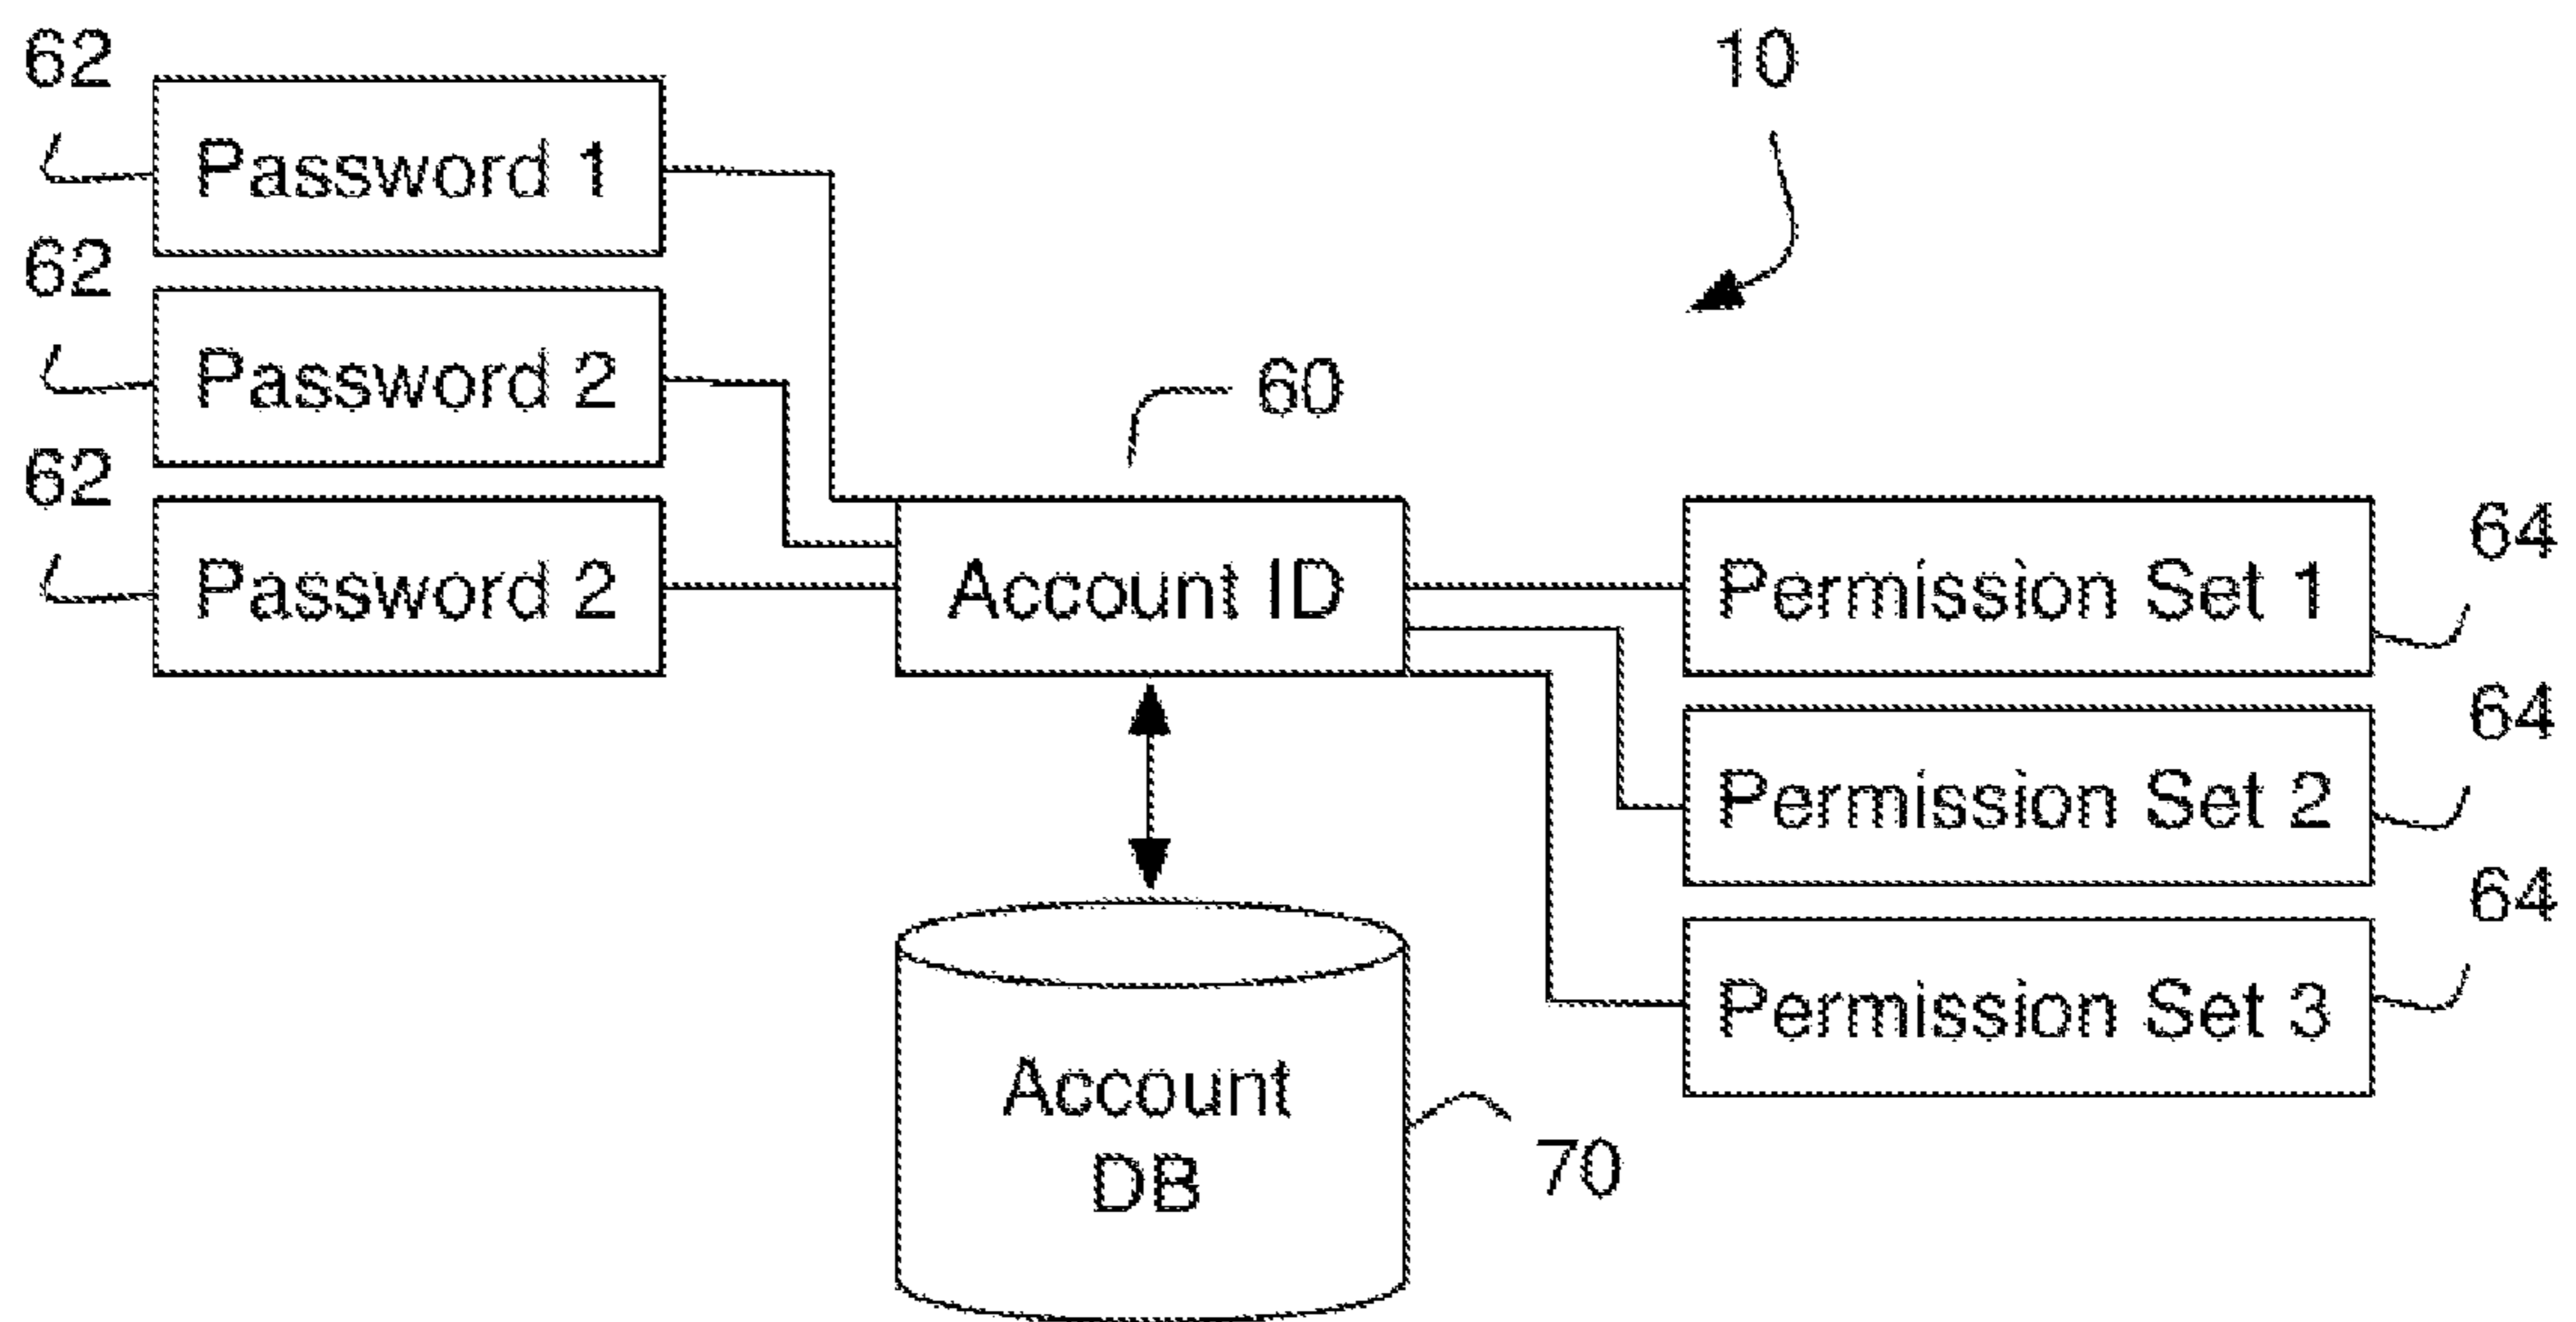 62
10
Password 1
62
Password 2
60
62
Password 2
Account ID
Permission Set 1
64
Permission Set 2
64
Permission Set 3
64
Account
DB
70